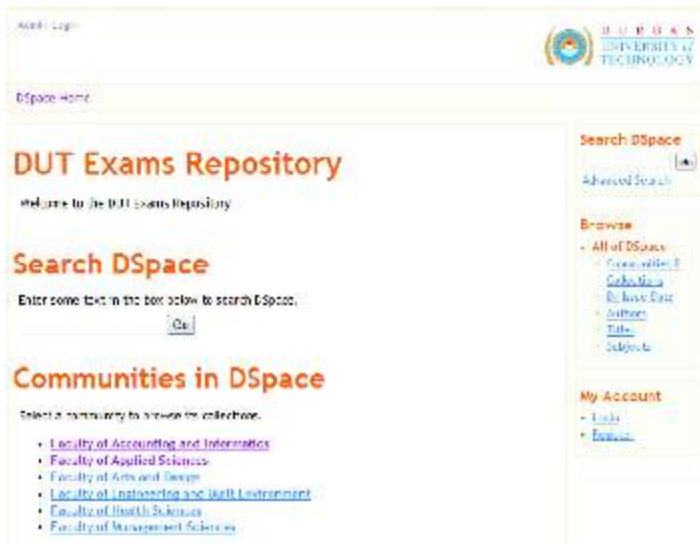 Admin Login
DURBAN
UNIVERSITY of
TECHNOLOGY
DSpace Home
DUT Exams Repository
Welcome to the DUT Exams Repository
Search DSpace
Enter some text in the box below to search DSpace.
Go
Communities in DSpace
Select a community to browse its collections.
Faculty of Accounting and Informatics
Faculty of Applied Sciences
Faculty of Arts and Design
Faculty of Engineering and Built Environment
Faculty of Health Sciences
Faculty of Management Sciences
Search DSpace
Advanced Search
Browse
All of DSpace
Communities &
Collections
By Issue Date
Authors
Titles
Subjects
My Account
Login
Register